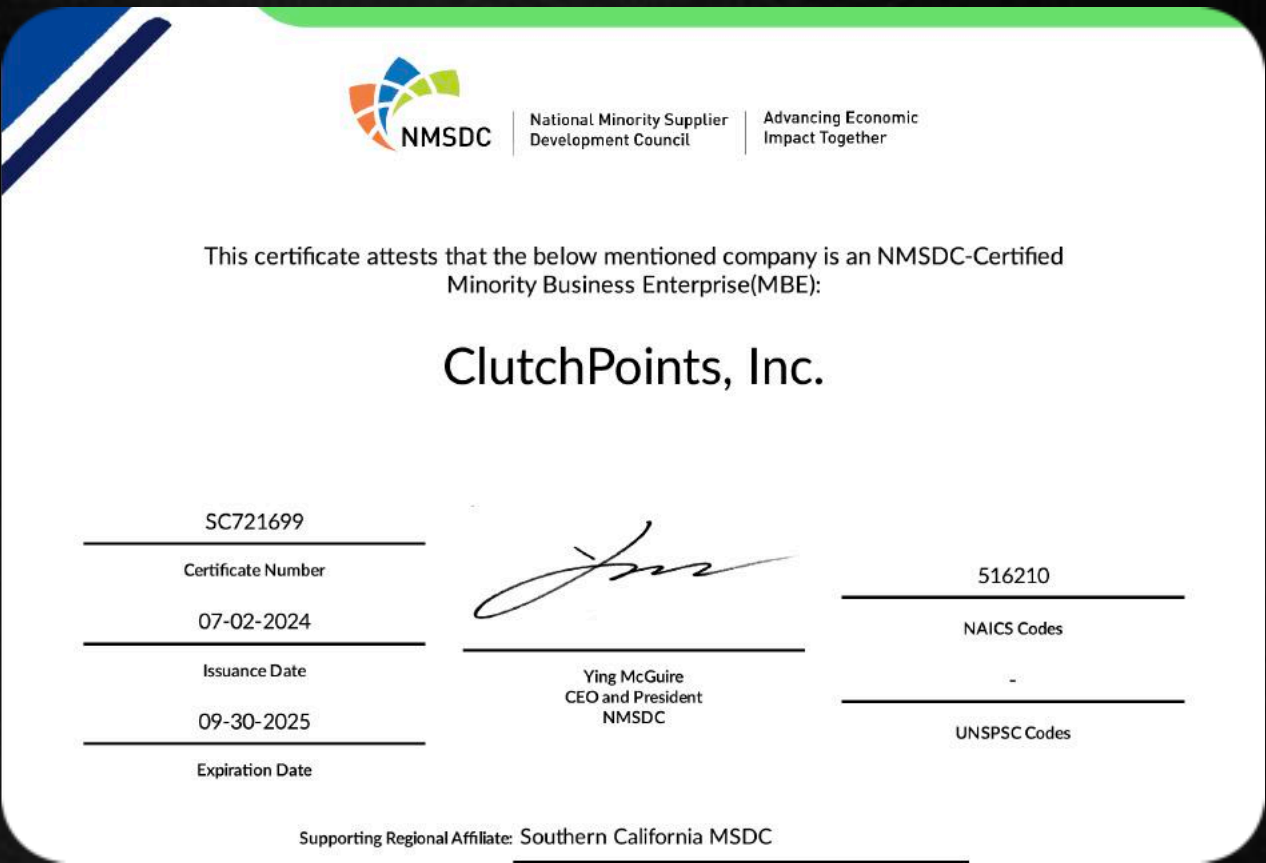 NMSDC
National Minority Supplier
Development Council
Advancing Economic
Impact Together
This certificate attests that the below mentioned company is an NMSDC-Certified
Minority Business Enterprise(MBE):
ClutchPoints, Inc.
SC721699
Certificate Number
07-02-2024
Issuance Date
09-30-2025
Expiration Date
Ying McGuire
CEO and President
NMSDC
516210
NAICS Codes
-
UNSPSC Codes
Supporting Regional Affiliate: Southern California MSDC